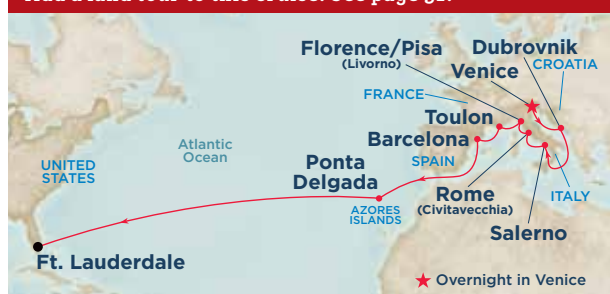 Florence/Pisa
(Livorno)
Dubrovnik
Venice
CROATIA
FRANCE
Toulon
Barcelona
Atlantic
Ocean
UNITED
STATES
Ponta
Delgada
SPAIN
AZORES
ISLANDS
Rome
(Civitavecchia)
ITALY
Salerno
Ft. Lauderdale
Overnight in Venice